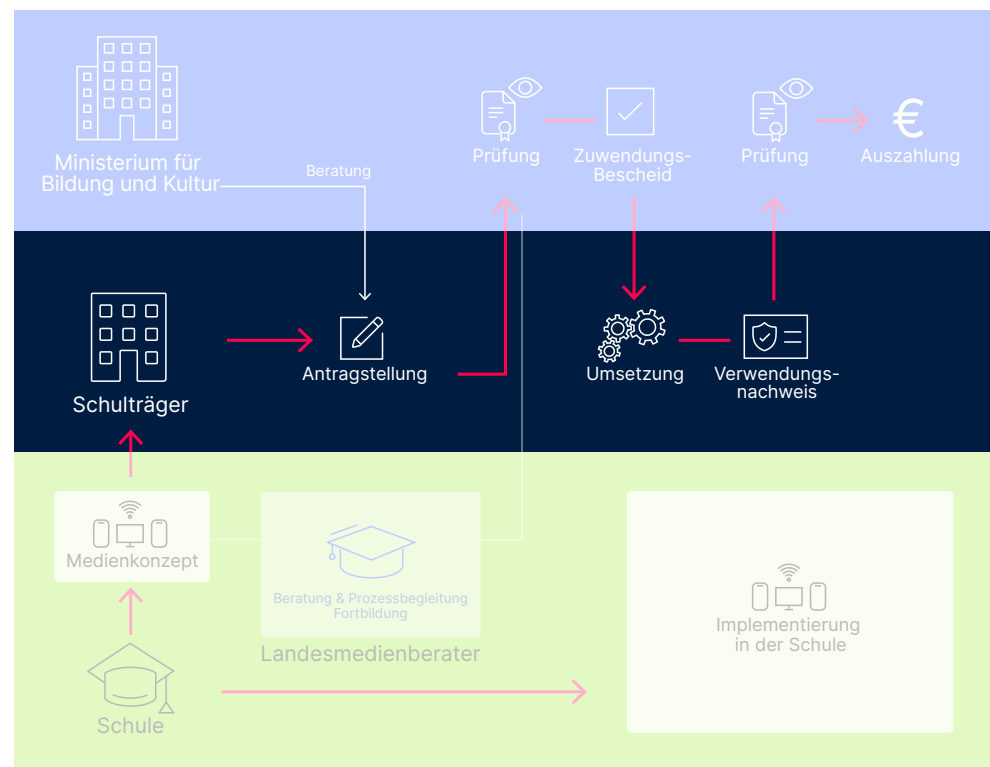 Ministerium für
Bildung und Kultur
Beratung
Prüfung
Zuwendungs-
Bescheid
Prüfung
€
Auszahlung
Schulträger
Antragstellung
Umsetzung
Verwendungs-
nachweis
Medienkonzept
Beratung & Prozessbegleitung
Fortbildung
Landesmedienberater
Schule
Implementierung
in der Schule